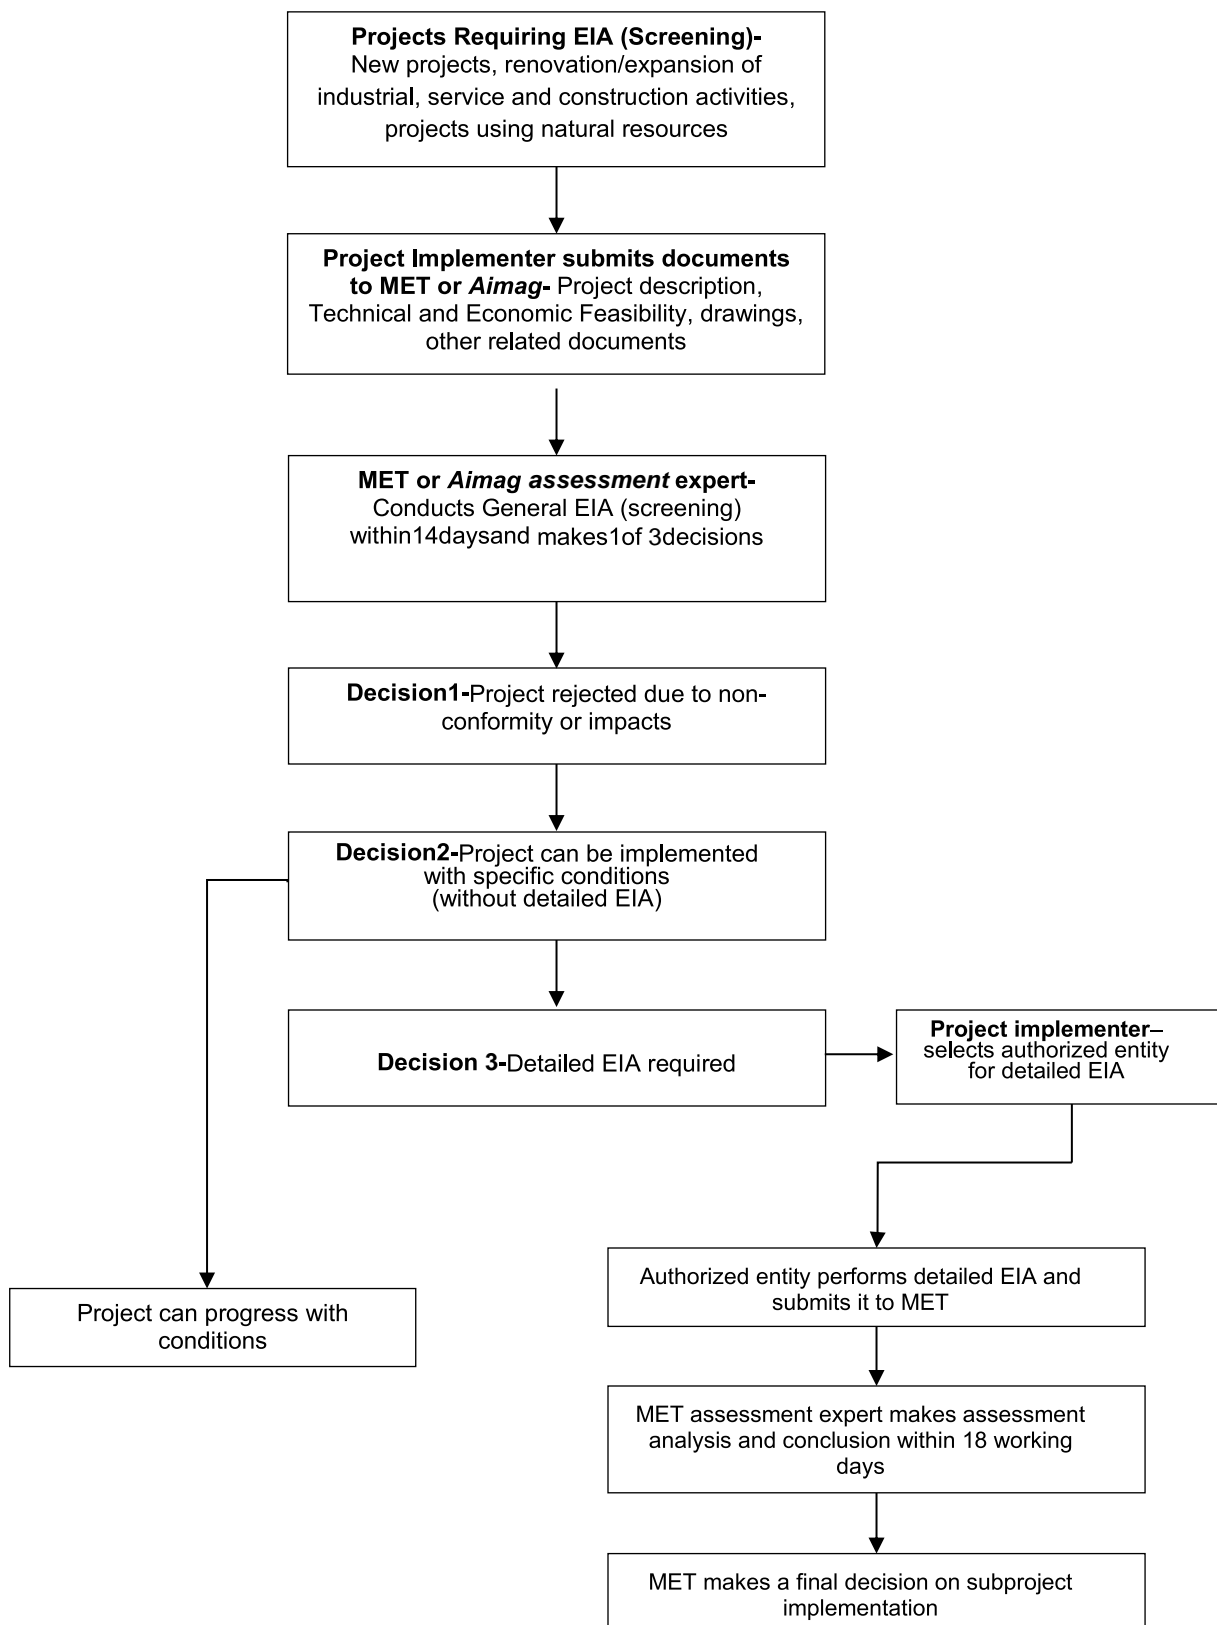 Projects Requiring EIA (Screening)-
New projects, renovation/expansion of
industrial, service and construction activities,
projects using natural resources
Project Implementer submits documents
to MET or Aimag- Project description,
Technical and Economic Feasibility, drawings,
other related documents
MET or Aimag assessment expert-
Conducts General EIA (screening)
within14daysand makes1of 3decisions
Decision1-Project rejected due to non-
conformity or impacts
Decision2-Project can be implemented
with specific conditions
(without detailed EIA)
Decision 3-Detailed EIA required
Project implementer–
selects authorized entity
for detailed EIA
Authorized entity performs detailed EIA and
submits it to MET
Project can progress with
conditions
MET assessment expert makes assessment
analysis and conclusion within 18 working
days
MET makes a final decision on subproject
implementation